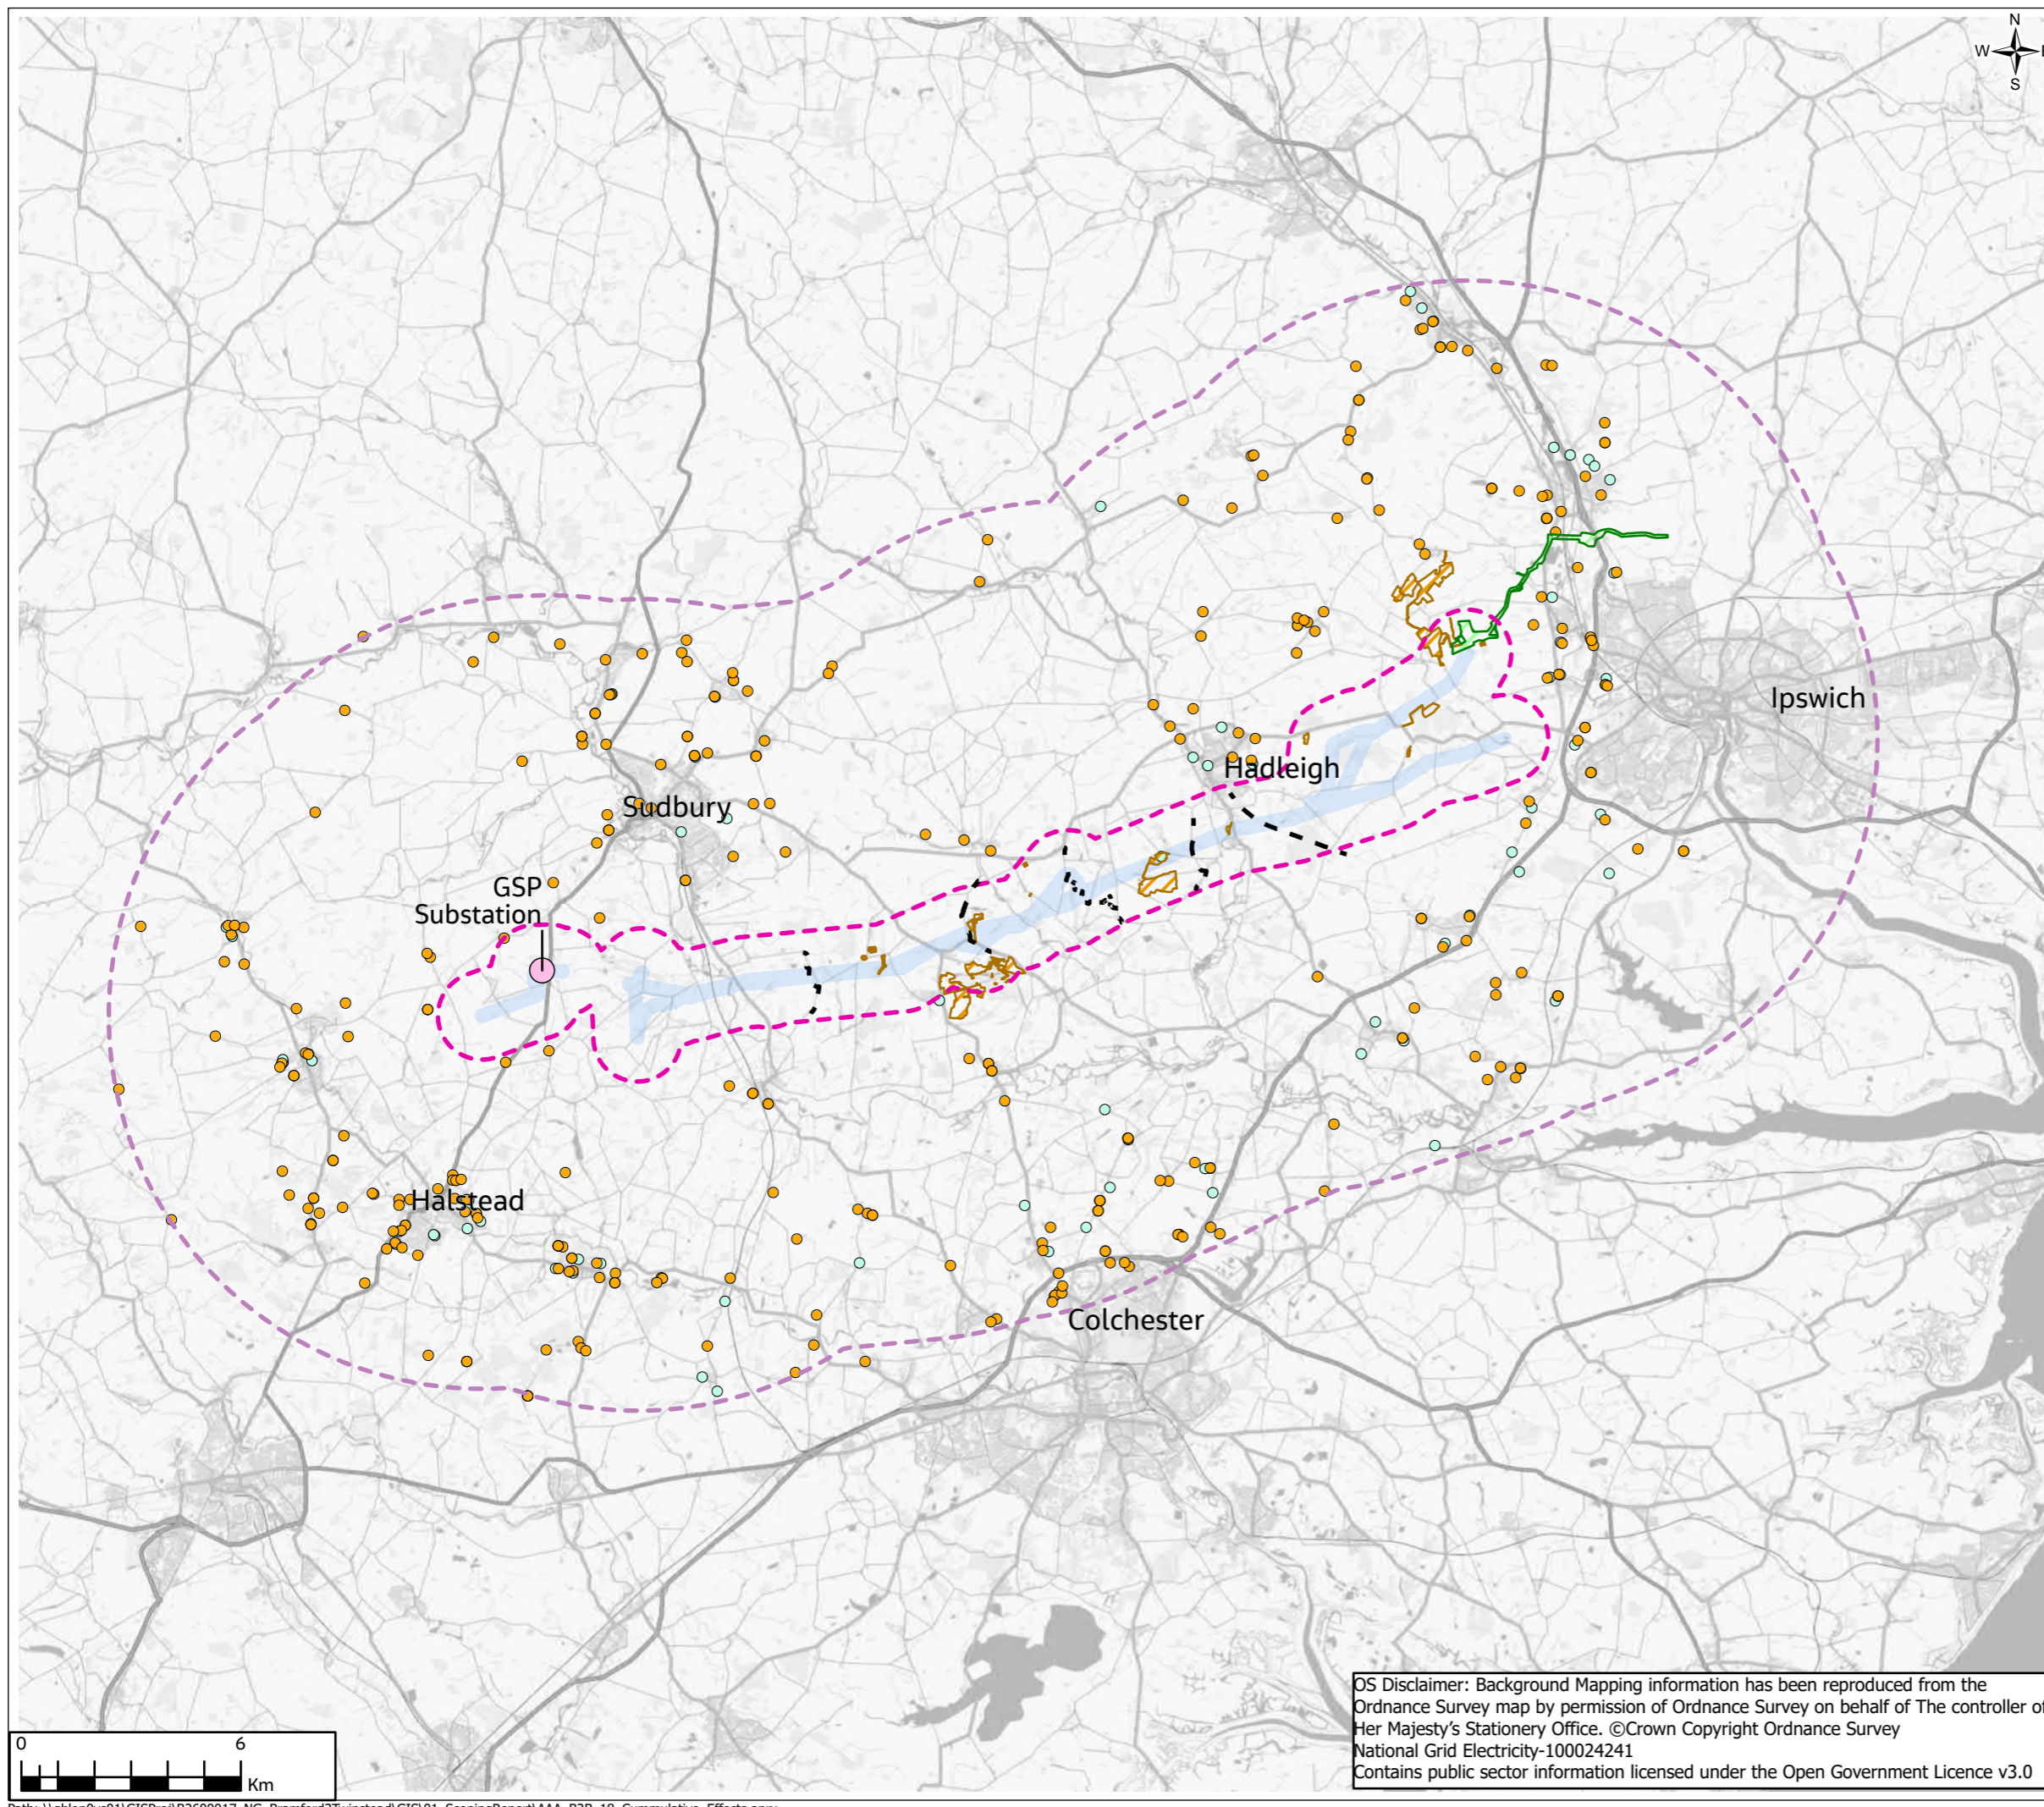 N
W
S
Ipswich
Hadleigh
Sudbury
GSP
Substation
Halstead
Colchester
0 6
Km
OS Disclaimer: Background Mapping information has been reproduced from the
Ordnance Survey map by permission of Ordnance Survey on behalf of The controller of
Her Majesty's Stationery Office. ©Crown Copyright Ordnance Survey
National Grid Electricity-100024241
Contains public sector information licensed under the Open Government Licence v3.0